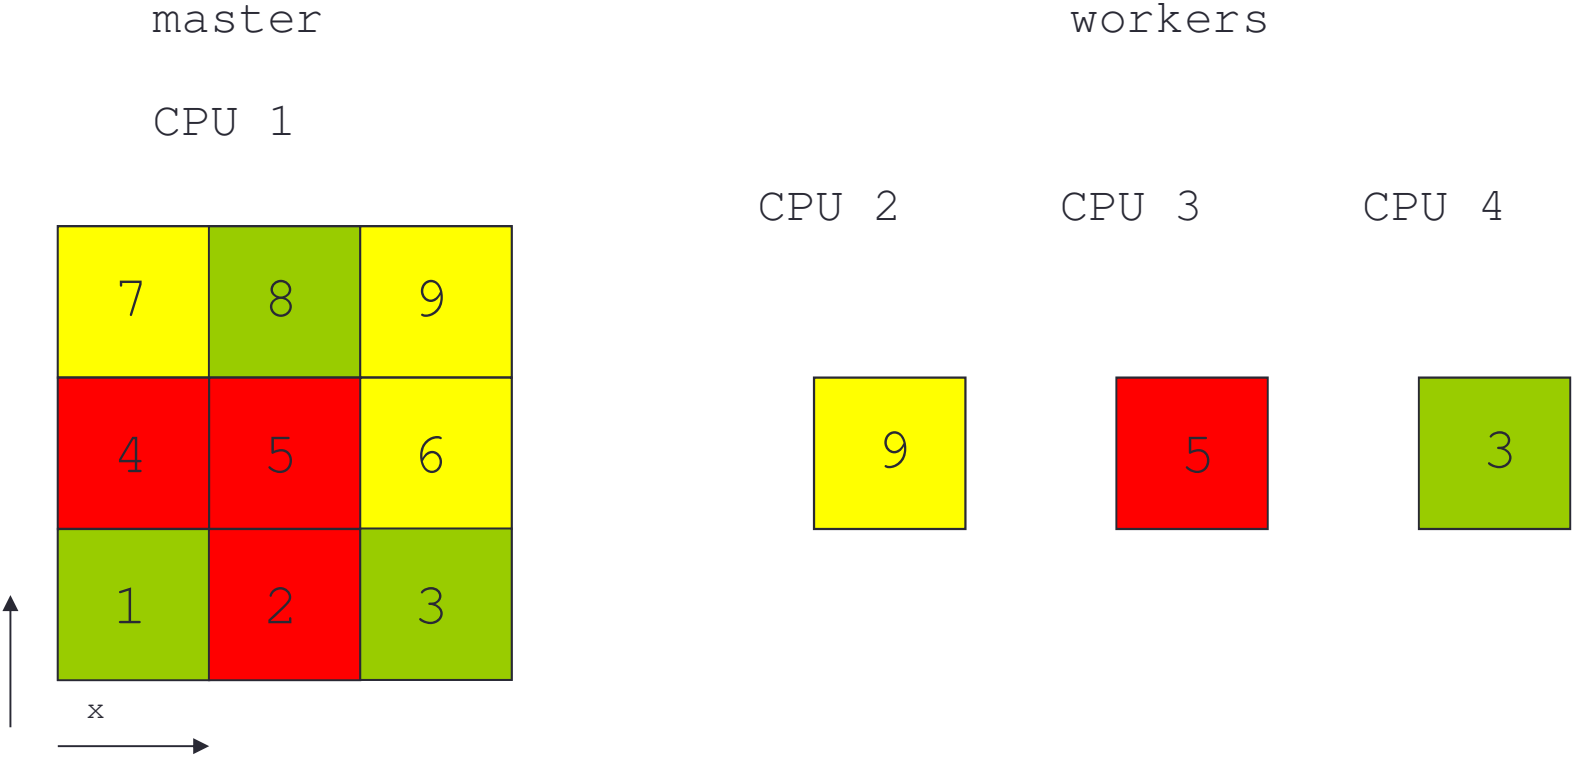 master workers
CPU 1
CPU 2 CPU 3 CPU 4
7 8 9
4 5 6
9 5 3
1 2 3
x